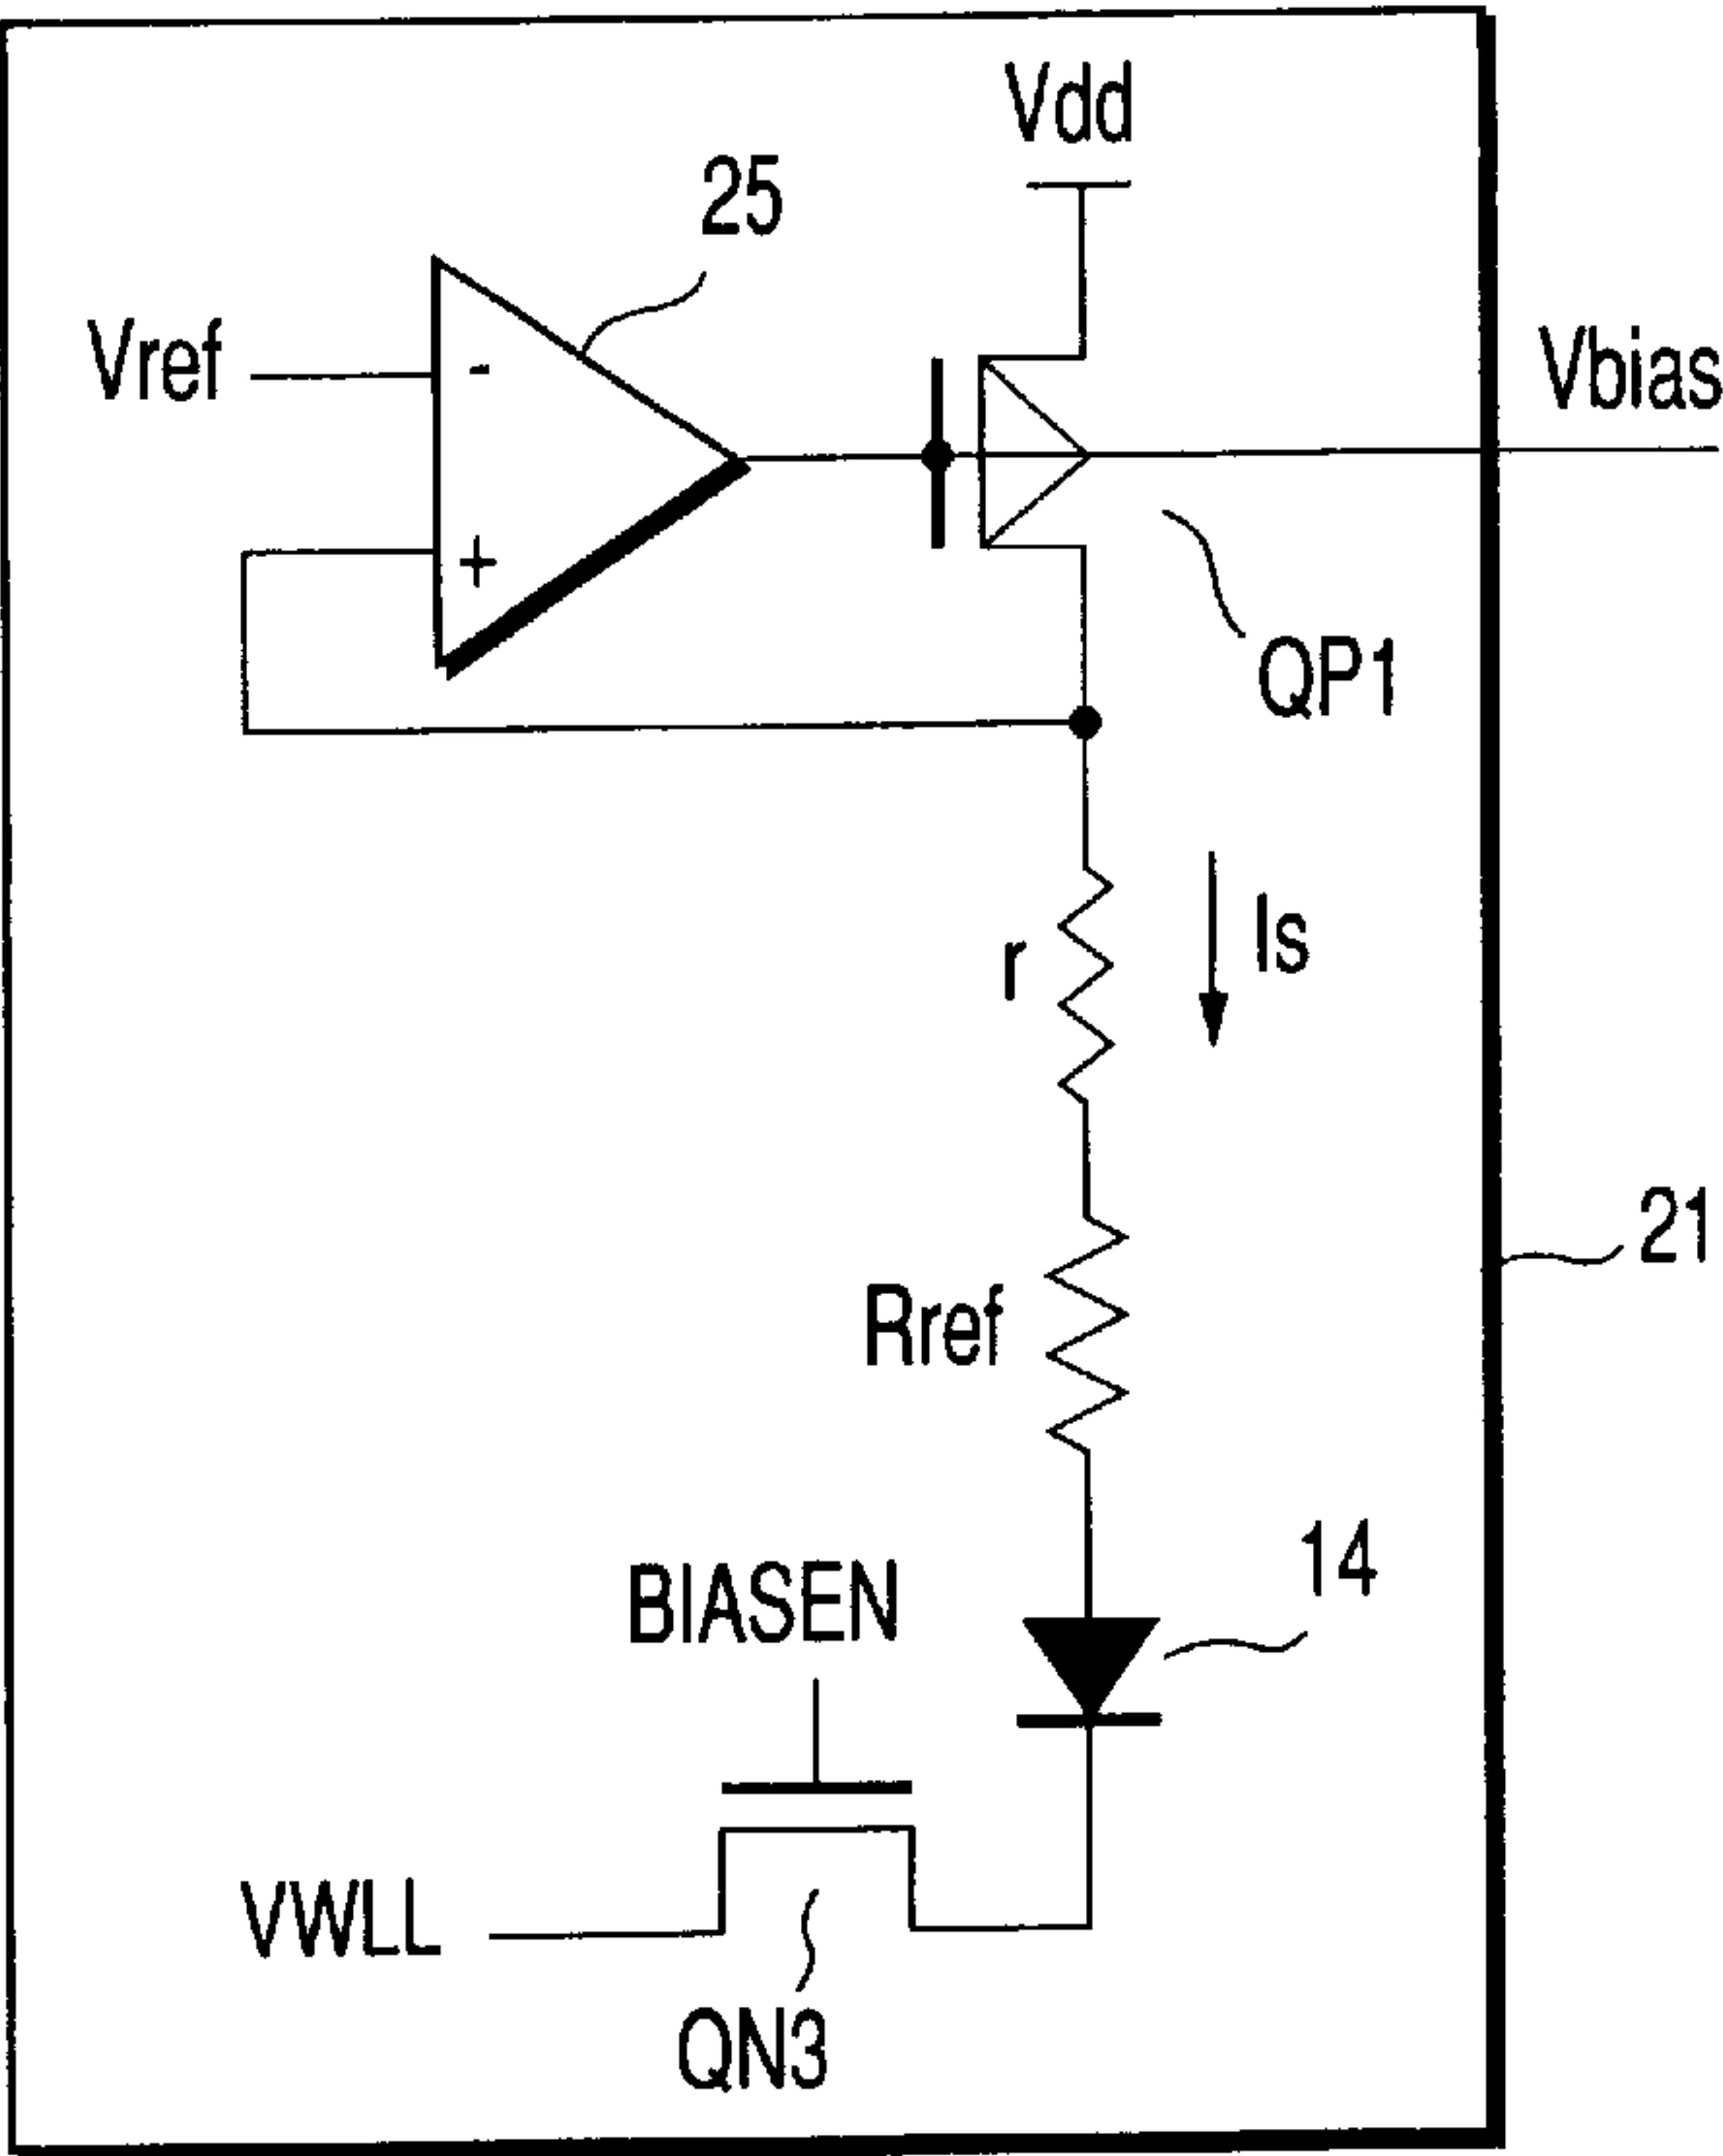 Vdd
25
Vref
-
Vbias
+
QP1
r
Is
21
Rref
14
BIASEN
VWLL
QN3